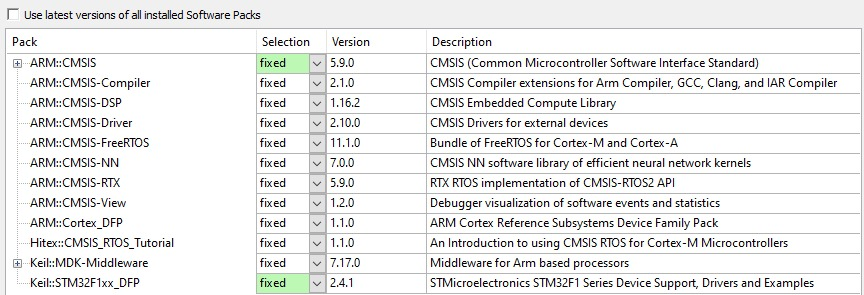 Use latest versions of all installed Software Packs
Pack Selection Version Description
ARM::CMSIS fixed 5.9.0 CMSIS (Common Microcontroller Software Interface Standard)
ARM::CMSIS-Compiler fixed 2.1.0 CMSIS Compiler extensions for Arm Compiler, GCC, Clang, and IAR Compiler
ARM::CMSIS-DSP fixed 1.16.2 CMSIS Embedded Compute Library
ARM::CMSIS-Driver fixed 2.10.0 CMSIS Drivers for external devices
ARM::CMSIS-FreeRTOS fixed 11.1.0 Bundle of FreeRTOS for Cortex-M and Cortex-A
ARM::CMSIS-NN fixed 7.0.0 CMSIS NN software library of efficient neural network kernels
ARM::CMSIS-RTX fixed 5.9.0 RTX RTOS implementation of CMSIS-RTOS2 API
ARM::CMSIS-View fixed 1.2.0 Debugger visualization of software events and statistics
ARM::Cortex_DFP fixed 1.1.0 ARM Cortex Reference Subsystems Device Family Pack
Hitex::CMSIS_RTOS_Tutorial fixed 1.1.0 An Introduction to using CMSIS RTOS for Cortex-M Microcontrollers
Keil::MDK-Middleware fixed 7.17.0 Middleware for Arm based processors
Keil::STM32F1xx_DFP fixed 2.4.1 STMicroelectronics STM32F1 Series Device Support, Drivers and Examples